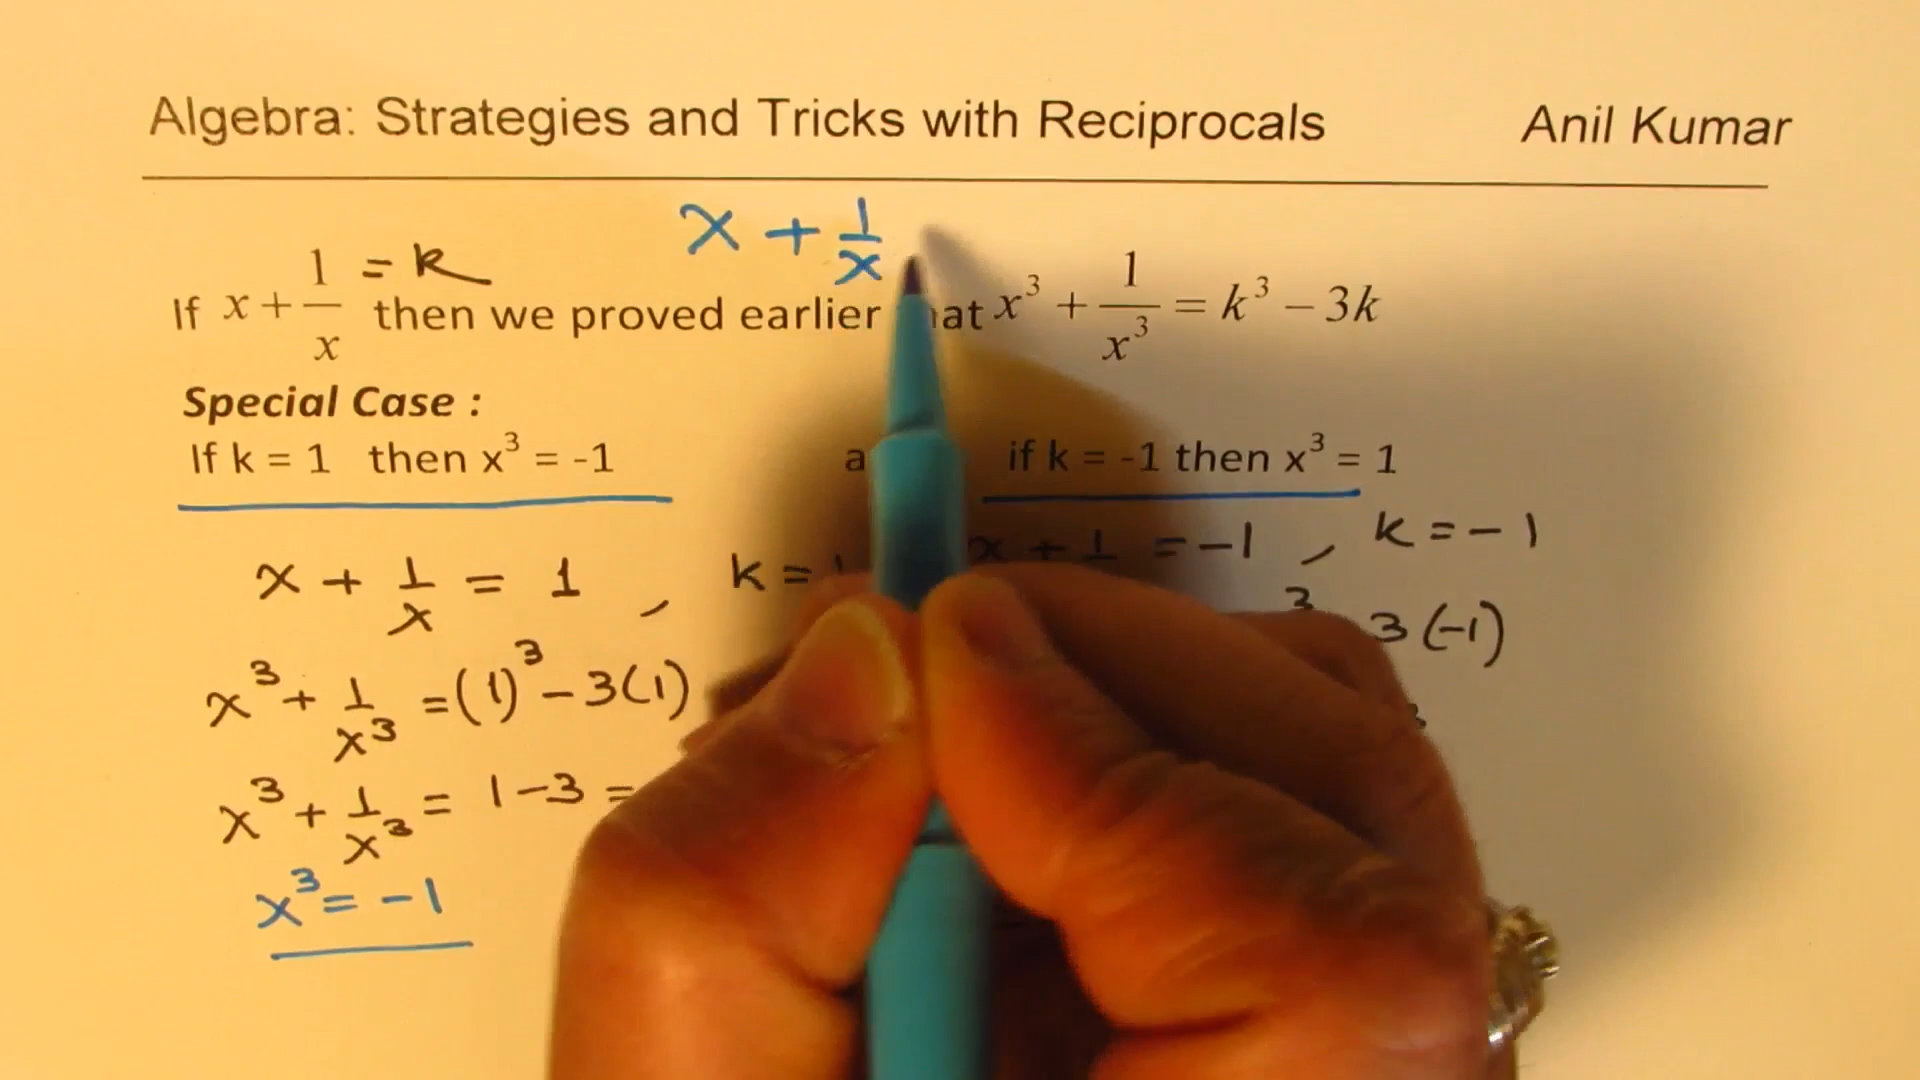 Algebra: Strategies and Tricks with Reciprocals Anil Kumar
x + 1/x
If x + 1/x = k then we proved earlier x³ + 1/x³ = k³ – 3k
Special Case :
If k = 1 then x³ = -1 if k = -1 then x³ = 1
x + 1/x = 1 , k = x + 1 = -1 , k = -1
x³ + 1/x³ = (1)³ - 3(1) 3 3(-1)
x³ + 1/x³ = 1 - 3 =
x³ = -1